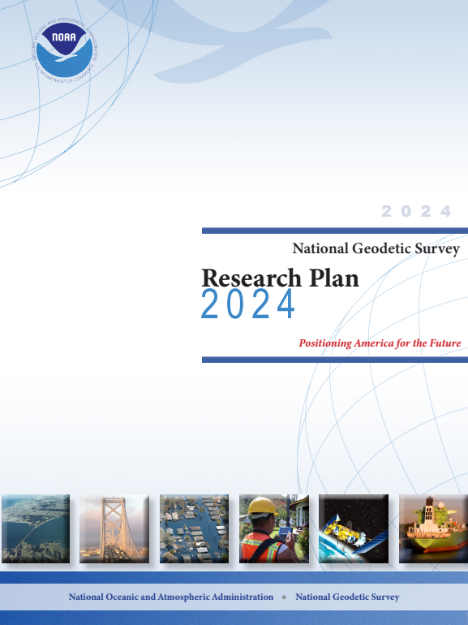 NOAA
2024
National Geodetic Survey
Research Plan
2024
Positioning America for the Future
National Oceanic and Atmospheric Administration • National Geodetic Survey